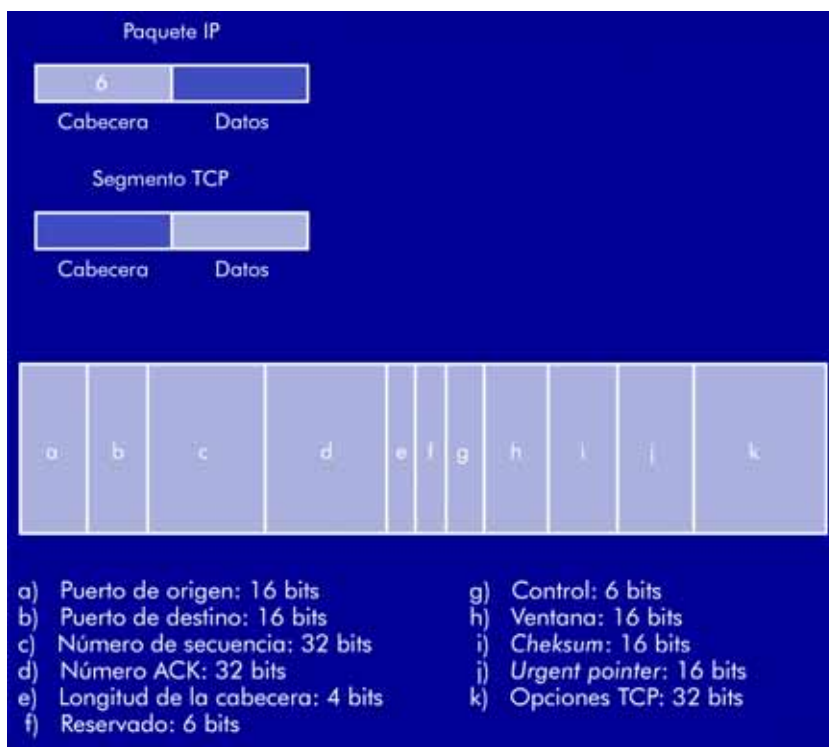 Paquete IP
6
Cabecera Datos
Segmento TCP
Cabecera Datos
a b c d e f g h i j k
a) Puerto de origen: 16 bits
b) Puerto de destino: 16 bits
c) Número de secuencia: 32 bits
d) Número ACK: 32 bits
e) Longitud de la cabecera: 4 bits
f) Reservado: 6 bits
g) Control: 6 bits
h) Ventana: 16 bits
i) Cheksum: 16 bits
j) Urgent pointer: 16 bits
k) Opciones TCP: 32 bits